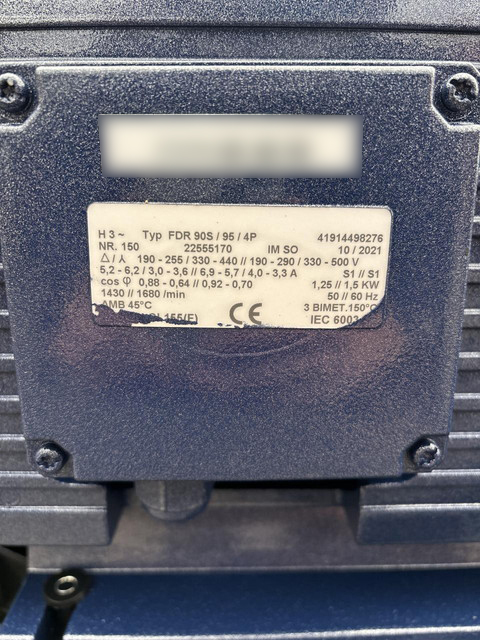 H 3 ~ Typ FDR 90S / 95 / 4P 41914498276
NR. 150 22555170 IM SO 10 / 2021
Δ / ⅄ 190 - 255 / 330 - 440 // 190 - 290 / 330 - 500 V
5,2 - 6,2 / 3,0 - 3,6 // 6,9 - 5,7 / 4,0 - 3,3 A S1 // S1
cos φ 0,88 - 0,64 // 0,92 - 0,70 1,25 // 1,5 KW
1430 // 1680 /min 50 // 60 Hz
AMB 45°C 3 BIMET.150°C
155(F) CE IEC 6003